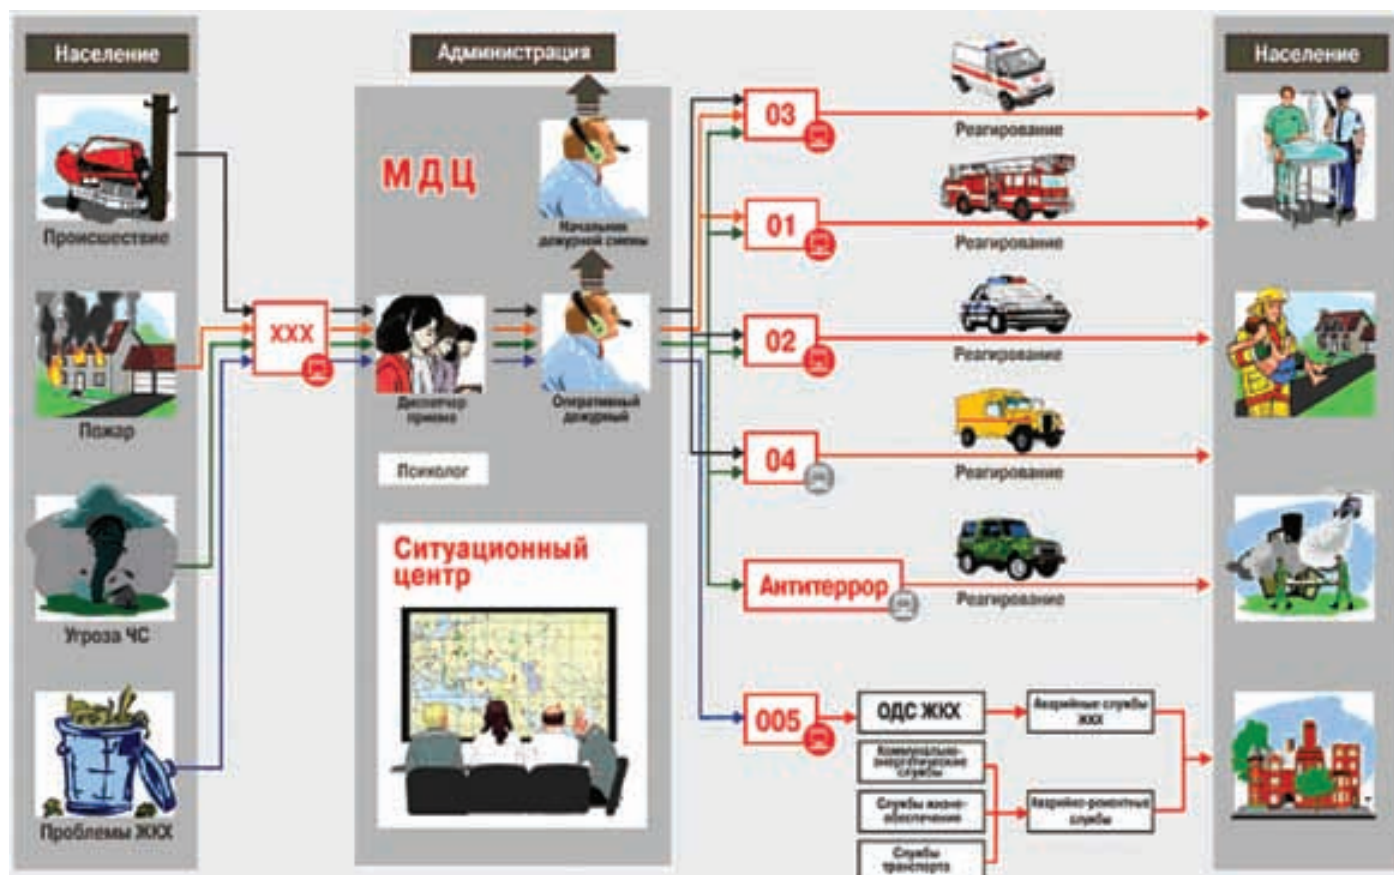 Население
Происшествие
Пожар
Угроза ЧС
Проблемы ЖКХ
XXX
Администрация
МДЦ
Начальник
дежурной смены
Диспетчер
приема
Оперативный
дежурный
Психолог
Ситуационный
центр
03
Реагирование
01
Реагирование
02
Реагирование
04
Реагирование
Антитеррор
Реагирование
005
ОДС ЖКХ
Аварийные службы
ЖКХ
Коммунально-
энергетические
службы
Службы жизне-
обеспечения
Службы
транспорта
Аварийно-ремонтные
службы
Население